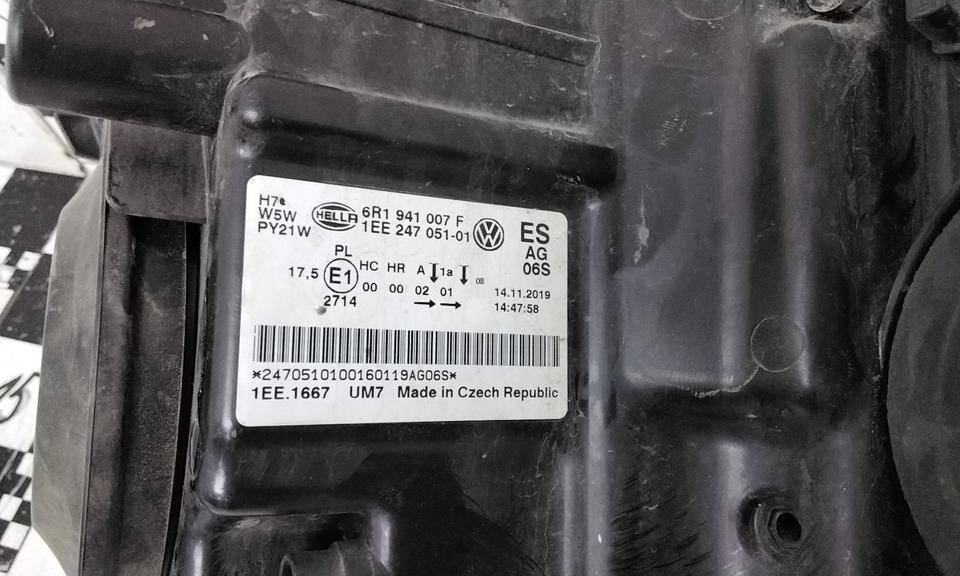 H7
W5W
PY21W
HELLA
6R1 941 007 F
1EE 247 051-01
ES
AG
06S
PL
17,5 E1
2714
HC HR A 1a
00 00 02 01
08
14.11.2019
14:47:58
*2470510100160119AG06S*
1EE.1667 UM7 Made in Czech Republic